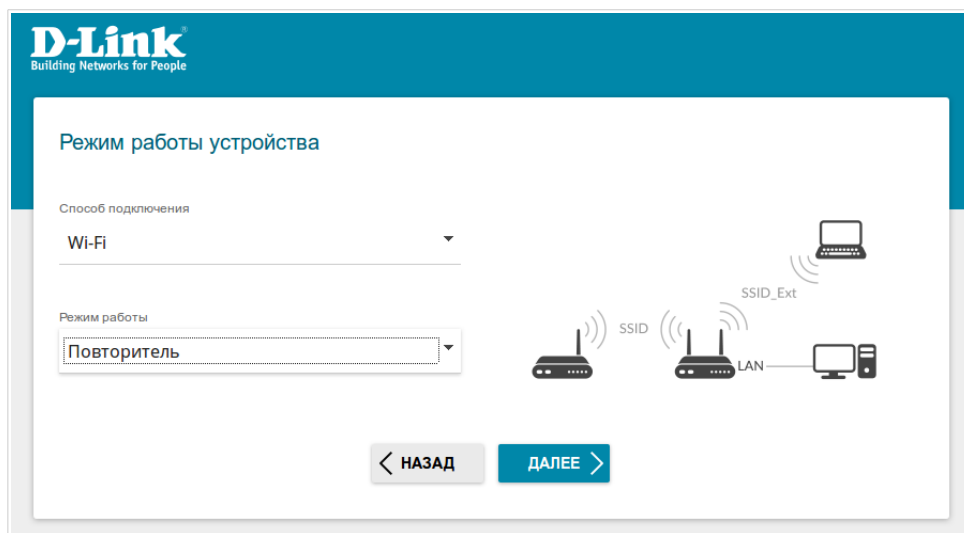 D-Link
Building Networks for People
Режим работы устройства
Способ подключения
Wi-Fi
Режим работы
Повторитель
SSID
SSID_Ext
LAN
НАЗАД
ДАЛЕЕ